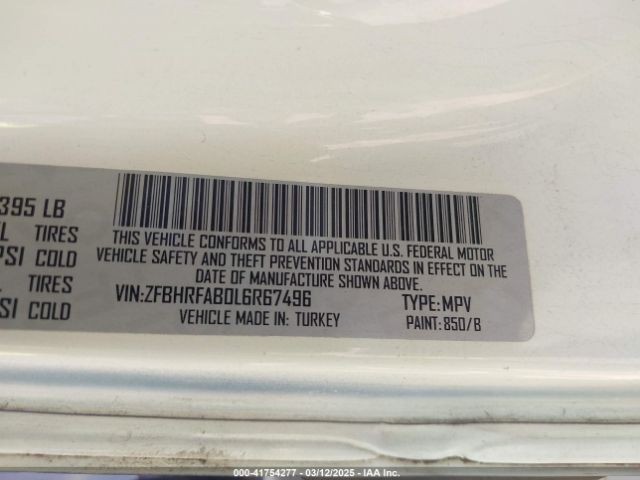 395 LB
TIRES
PSI COLD
TIRES
SI COLD
THIS VEHICLE CONFORMS TO ALL APPLICABLE U.S. FEDERAL MOTOR
VEHICLE SAFETY AND THEFT PREVENTION STANDARDS IN EFFECT ON THE
DATE OF MANUFACTURE SHOWN ABOVE.
VIN:ZFBHRFAB0L6R67496 TYPE:MPV
VEHICLE MADE IN: TURKEY PAINT: 850/B
000-41754277 - 03/12/2025 - IAA Inc.